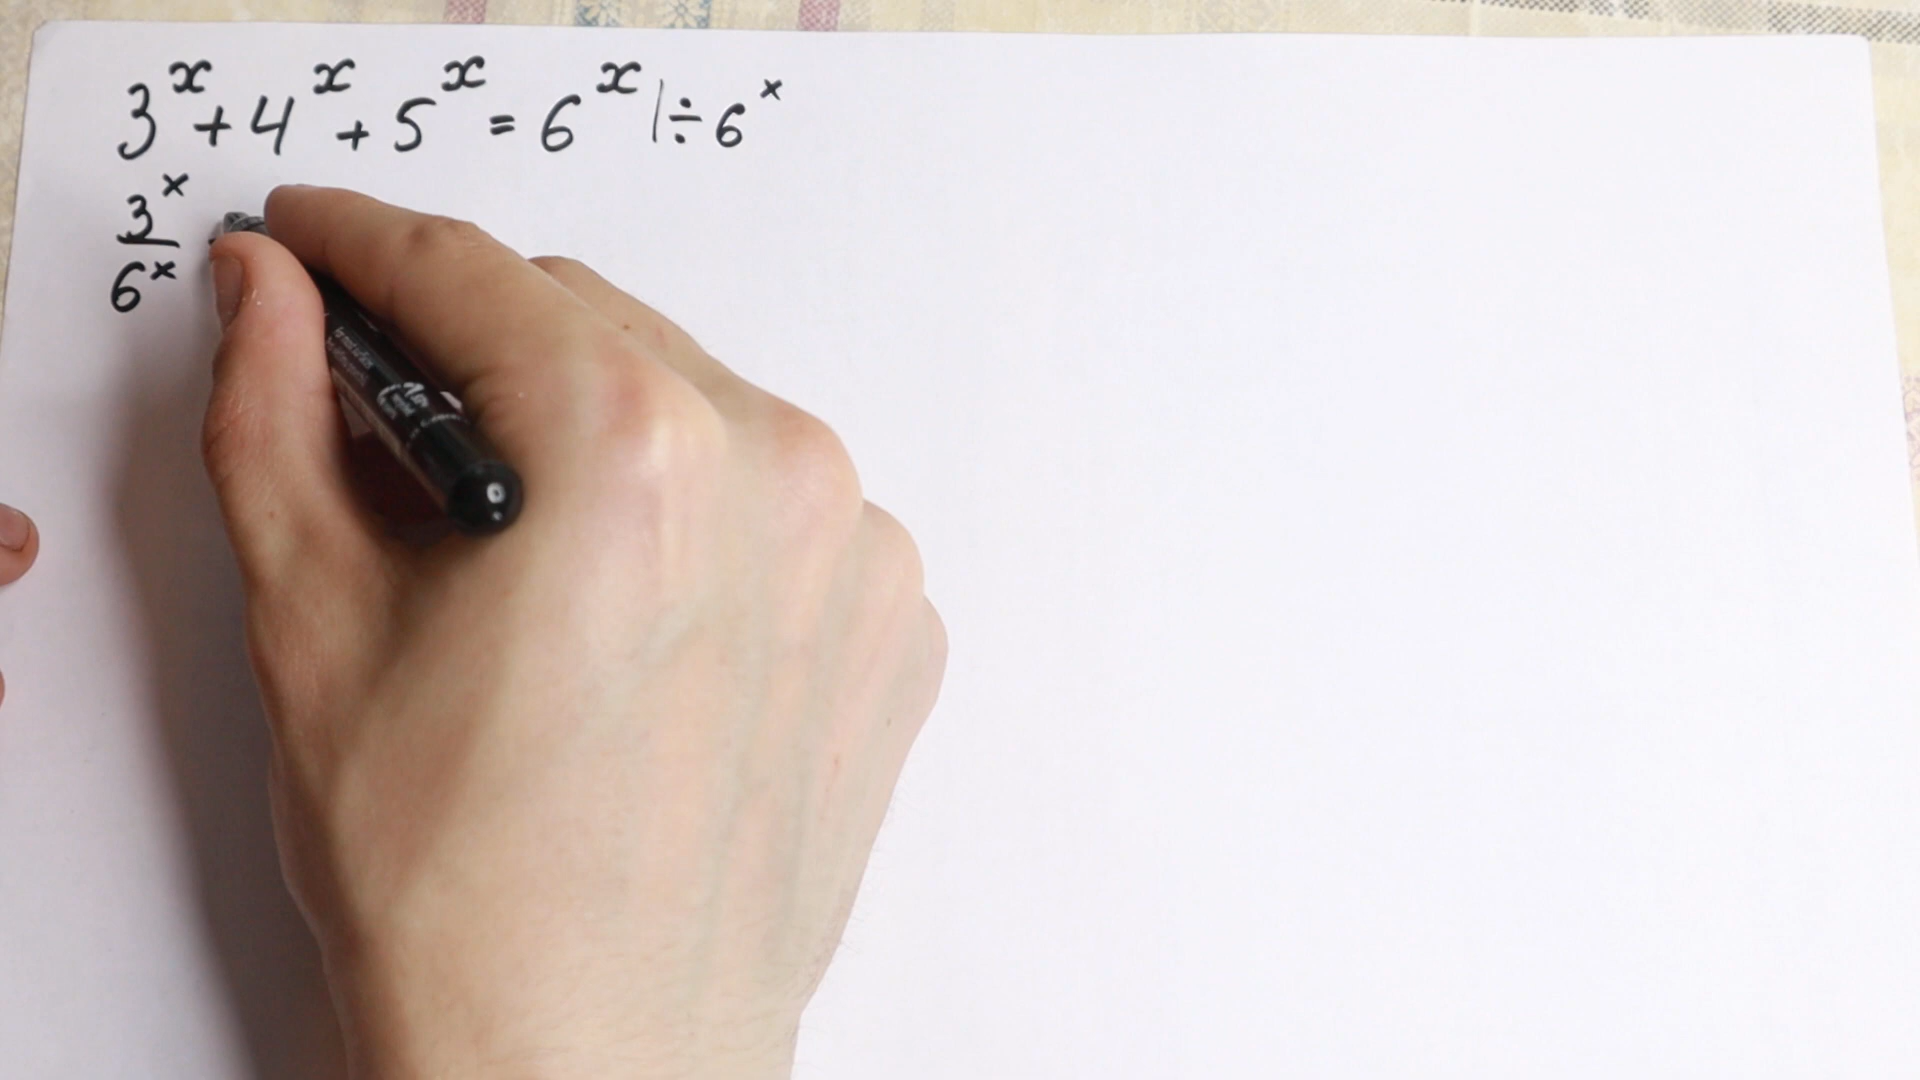 3^x + 4^x + 5^x = 6^x | ÷ 6^x
3^x
6^x